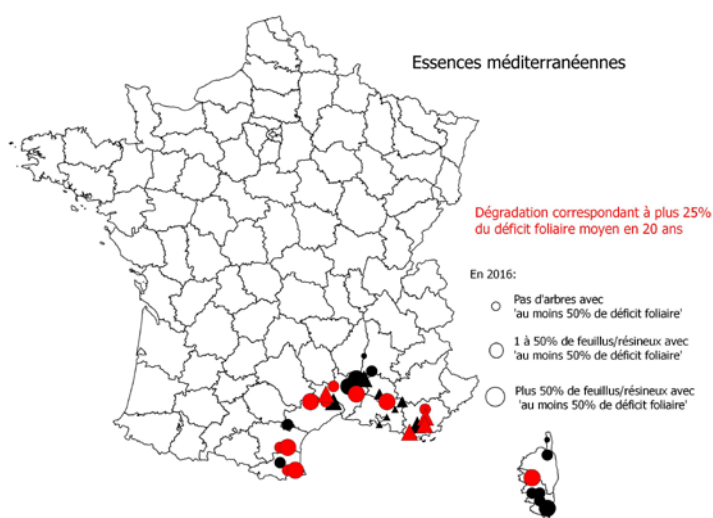 Essences méditerranéennes
Dégradation correspondant à plus 25%
du déficit foliaire moyen en 20 ans
En 2016:
Pas d'arbres avec
'au moins 50% de déficit foliaire'
1 à 50% de feuillus/résineux avec
'au moins 50% de déficit foliaire'
Plus 50% de feuillus/résineux avec
'au moins 50% de déficit foliaire'